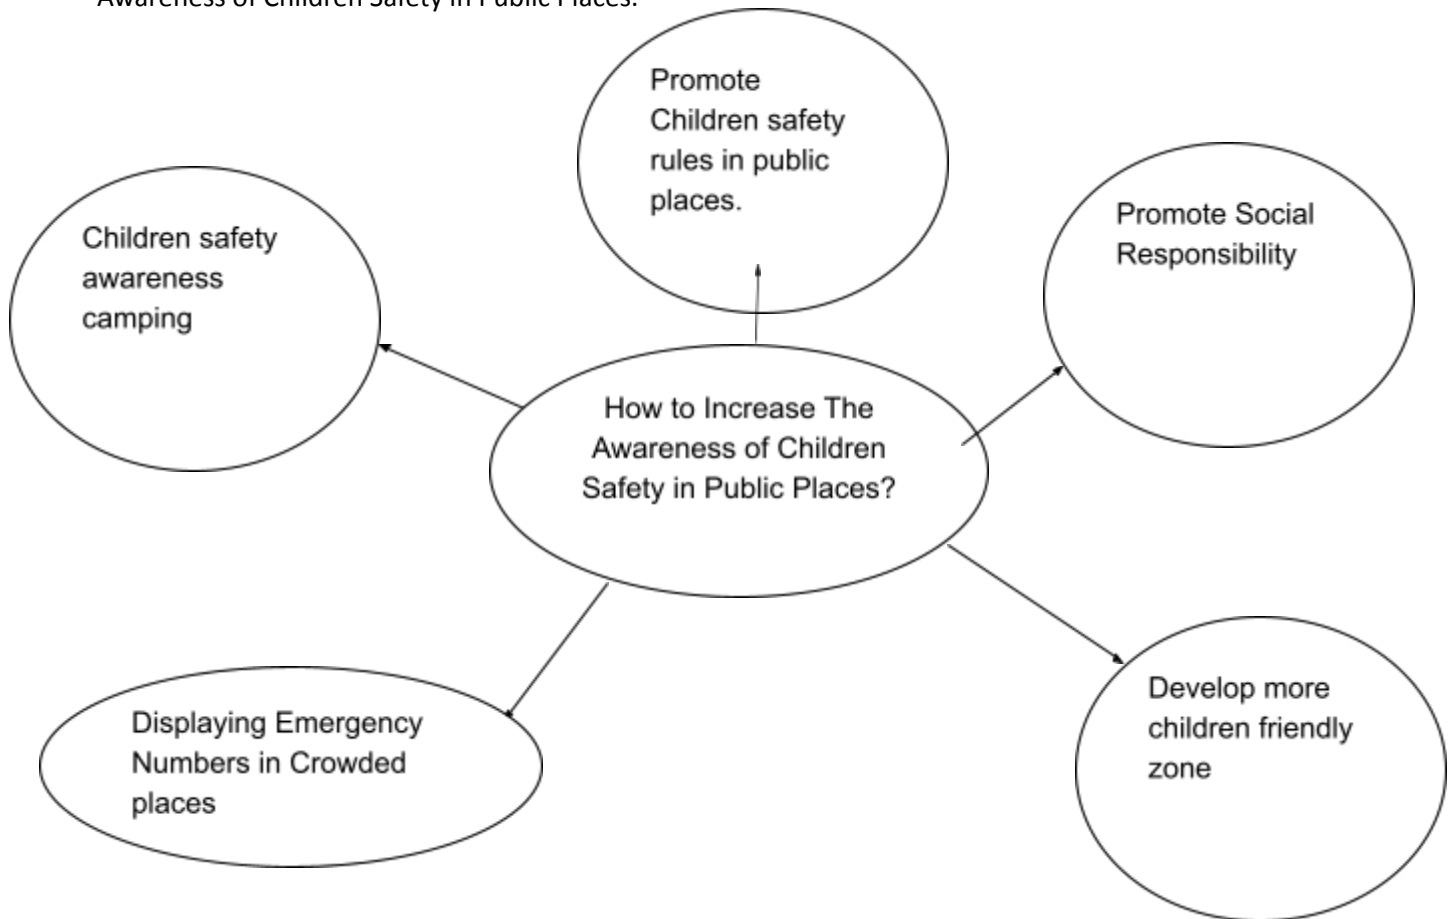 Awareness of Children Safety in Public Places.
Promote
Children safety
rules in public
places.
Promote Social
Responsibility
Children safety
awareness
camping
How to Increase The
Awareness of Children
Safety in Public Places?
Displaying Emergency
Numbers in Crowded
places
Develop more
children friendly
zone